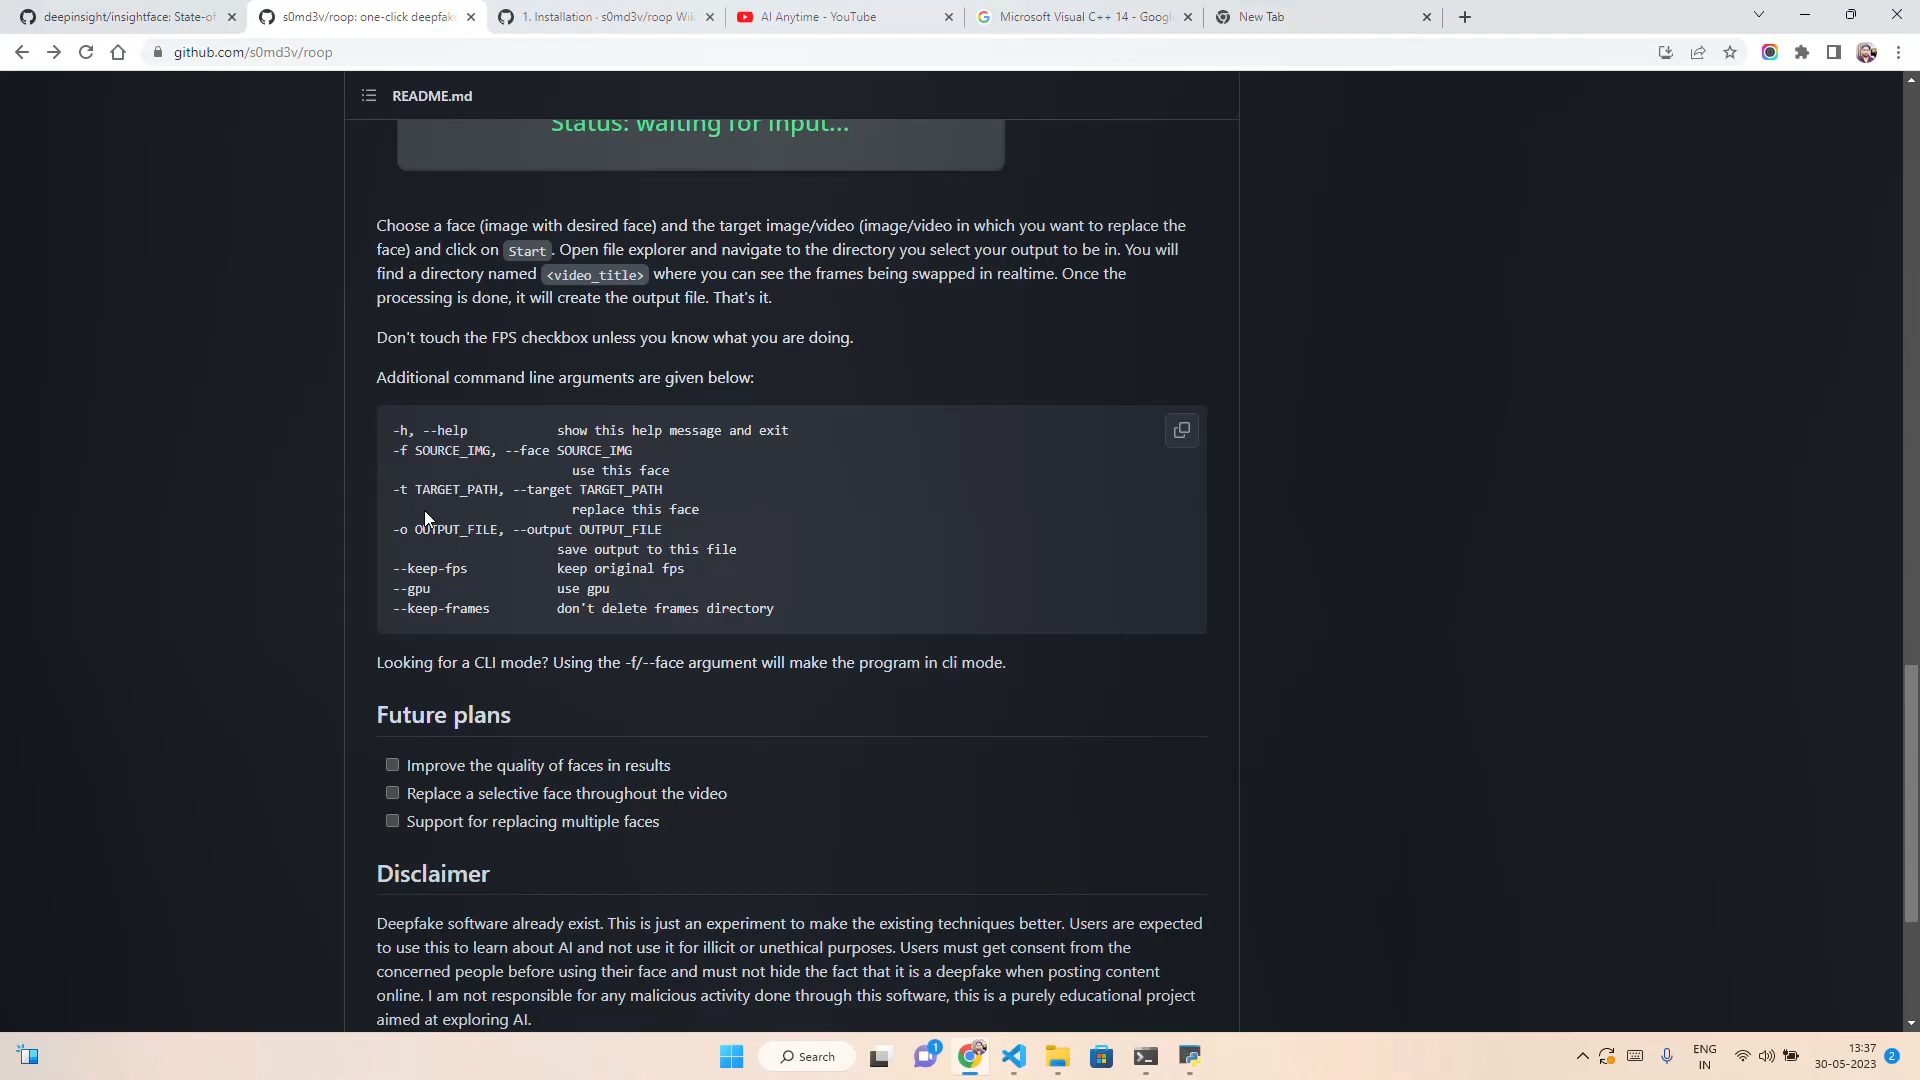 deepinsight/insightface: State-of
s0md3v/roop: one-click deepfake
1. Installation · s0md3v/roop Wiki
AI Anytime - YouTube
Microsoft Visual C++ 14 - Googl
New Tab
github.com/s0md3v/roop
README.md
Status: waiting for input...
Choose a face (image with desired face) and the target image/video (image/video in which you want to replace the
face) and click on Start . Open file explorer and navigate to the directory you select your output to be in. You will
find a directory named <video_title> where you can see the frames being swapped in realtime. Once the
processing is done, it will create the output file. That's it.
Don't touch the FPS checkbox unless you know what you are doing.
Additional command line arguments are given below:
-h, --help show this help message and exit
-f SOURCE_IMG, --face SOURCE_IMG
use this face
-t TARGET_PATH, --target TARGET_PATH
replace this face
-o OUTPUT_FILE, --output OUTPUT_FILE
save output to this file
--keep-fps keep original fps
--gpu use gpu
--keep-frames don't delete frames directory
Looking for a CLI mode? Using the -f/--face argument will make the program in cli mode.
Future plans
Improve the quality of faces in results
Replace a selective face throughout the video
Support for replacing multiple faces
Disclaimer
Deepfake software already exist. This is just an experiment to make the existing techniques better. Users are expected
to use this to learn about AI and not use it for illicit or unethical purposes. Users must get consent from the
concerned people before using their face and must not hide the fact that it is a deepfake when posting content
online. I am not responsible for any malicious activity done through this software, this is a purely educational project
aimed at exploring AI.
Search
1
ENG
IN
13:37
30-05-2023
2